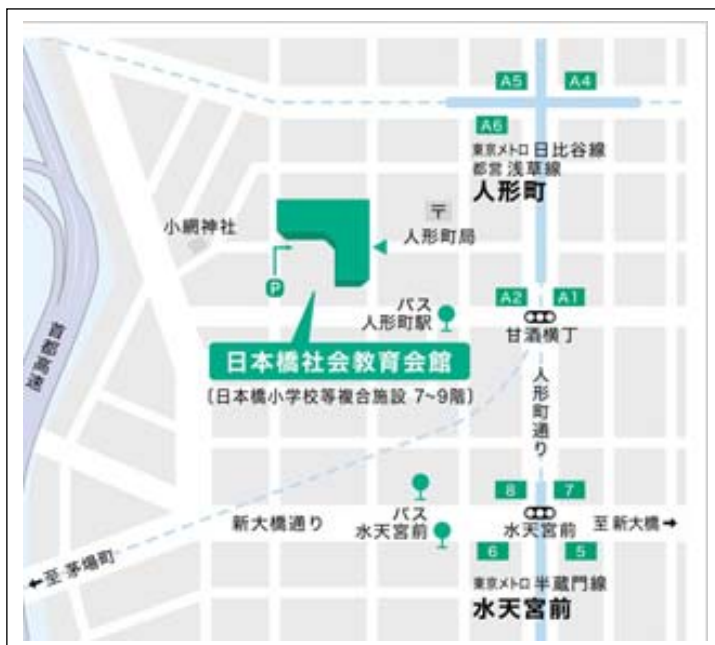 A5
A4
A6
東京メトロ 日比谷線
都営 浅草線
人形町
〒
人形町局
小網神社
P
バス
人形町駅
A2
A1
甘酒横丁
首都高速
日本橋社会教育会館
〔日本橋小学校等複合施設 7~9階〕
人形町通り
8
7
新大橋通り
バス
水天宮前
水天宮前
至 新大橋→
←至 茅場町
6
5
東京メトロ 半蔵門線
水天宮前